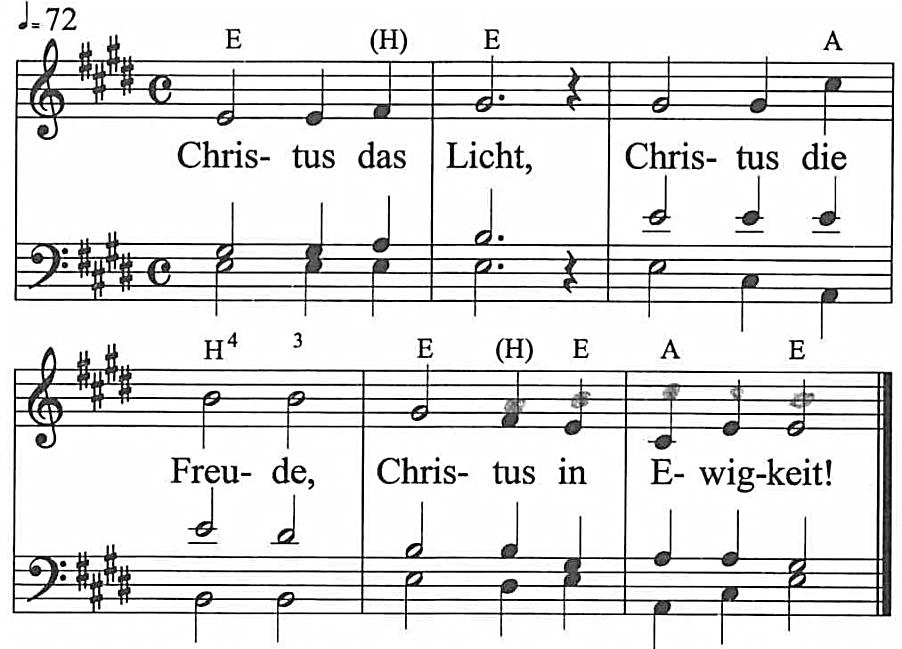 ♩= 72
E (H) E A
Chris- tus das Licht, Chris- tus die
H4 3 E (H) E A E
Freu- de, Chris- tus in E- wig-keit!